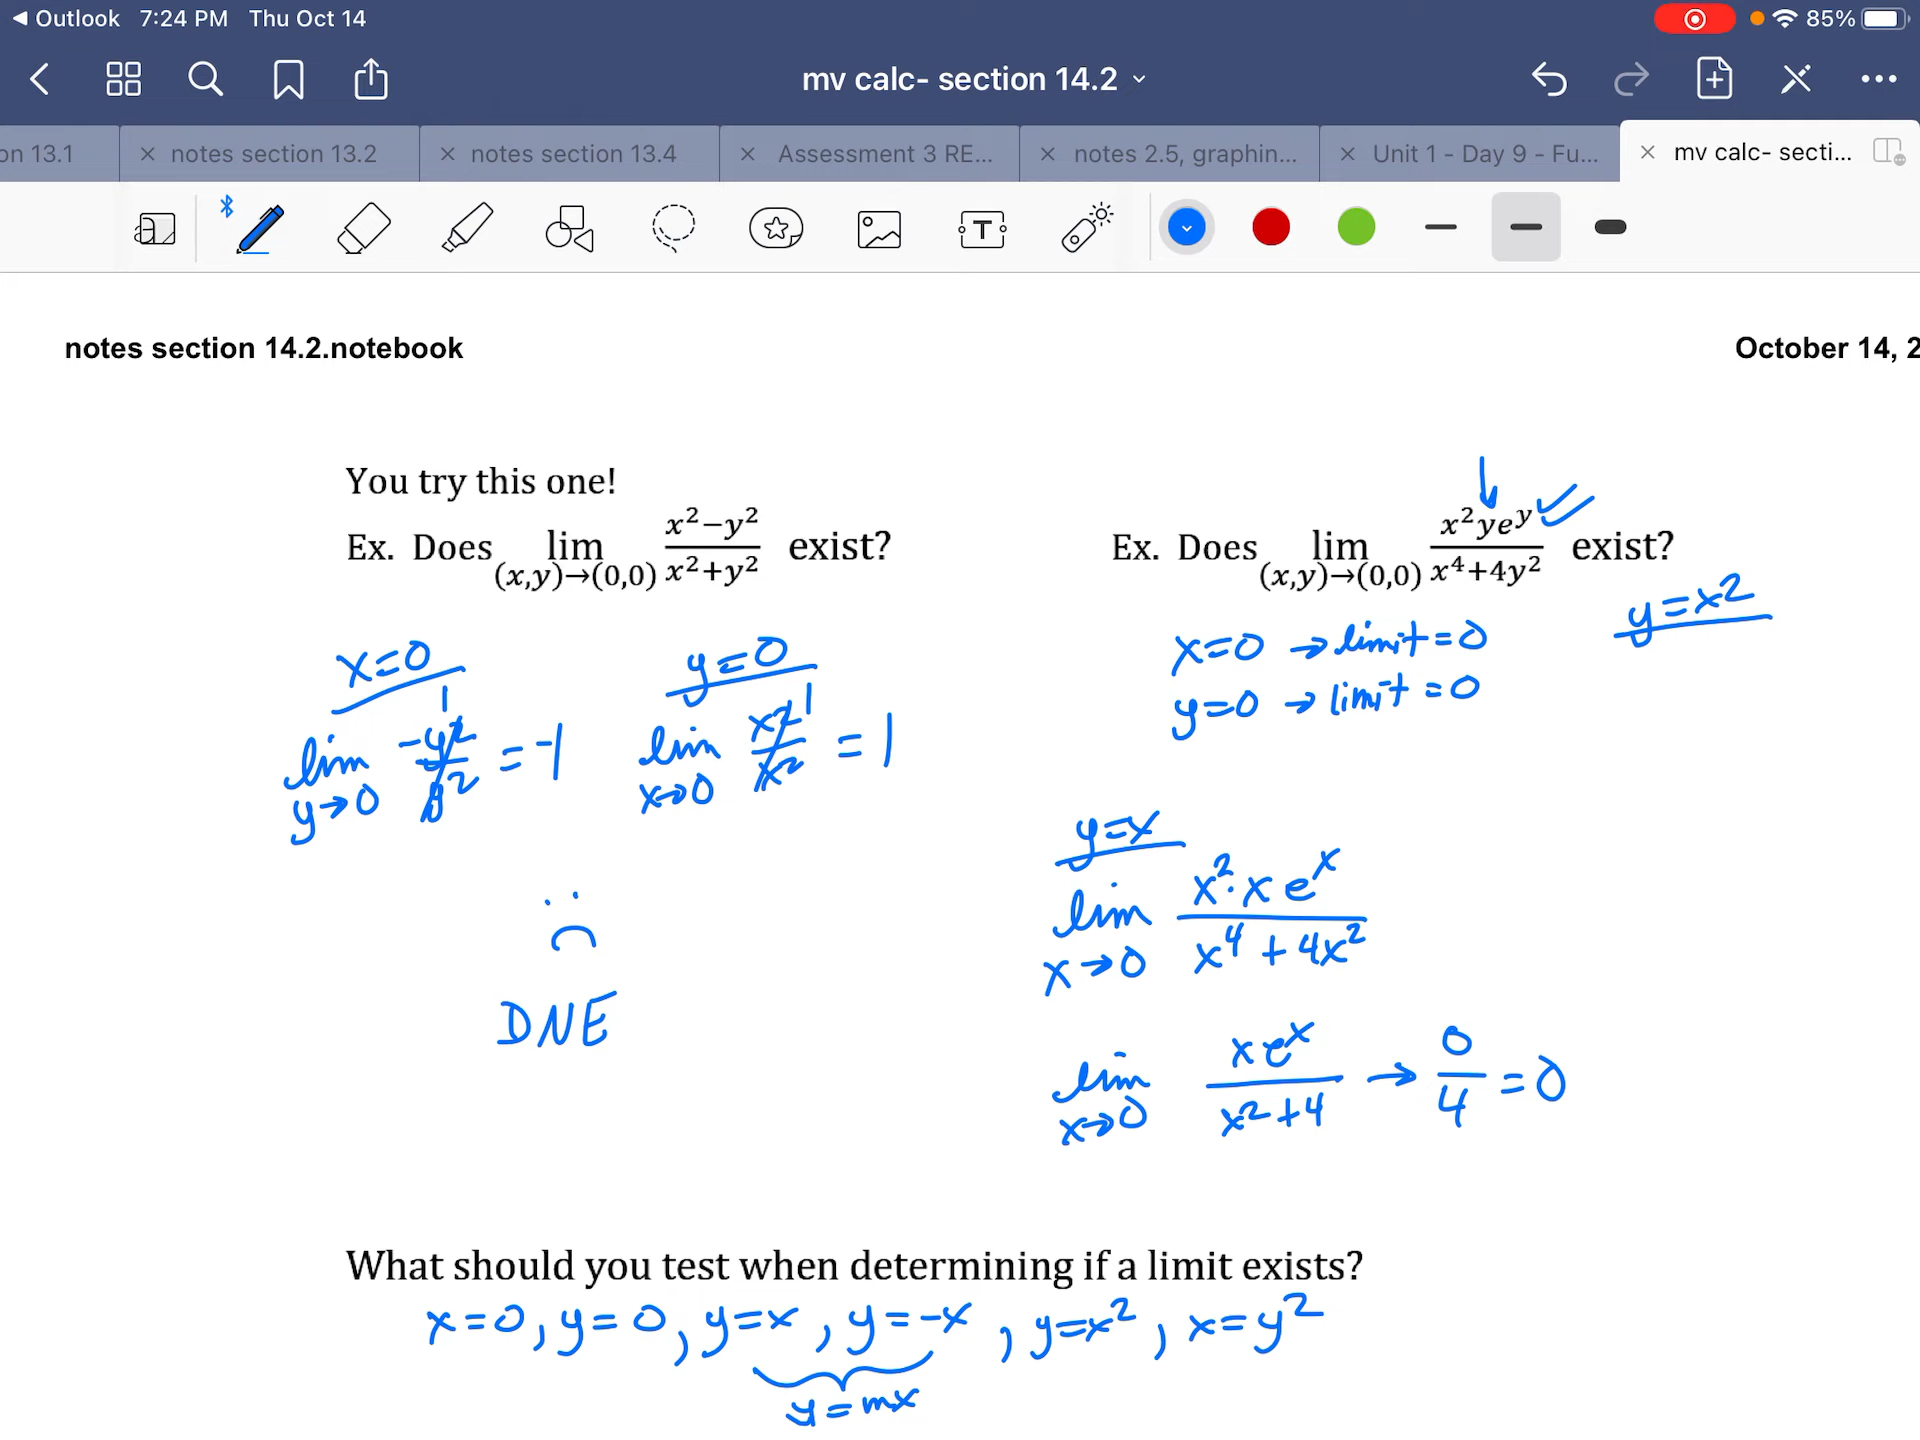 Outlook 7:24 PM Thu Oct 14 85%
mv calc- section 14.2
on 13.1 × notes section 13.2 × notes section 13.4 × Assessment 3 RE... × notes 2.5, graphin... × Unit 1 - Day 9 - Fu... × mv calc- secti...
notes section 14.2.notebook
October 14, 2
You try this one!
Ex. Does lim (x,y)→(0,0) x²−y² / x²+y² exist?
x=0
lim y→0 -y²/y² = -1
1
y=0
lim x→0 x²/x² = 1
1
DNE
Ex. Does lim (x,y)→(0,0) x²ye^y / x⁴+4y² exist?
y=x²
x=0 → limit=0
y=0 → limit=0
y=x
lim x→0 x²·x e^x / x⁴+4x²
lim x→0 xe^x / x²+4 → 0/4 = 0
What should you test when determining if a limit exists?
x=0, y=0, y=x, y=-x, y=x², x=y²
y=mx